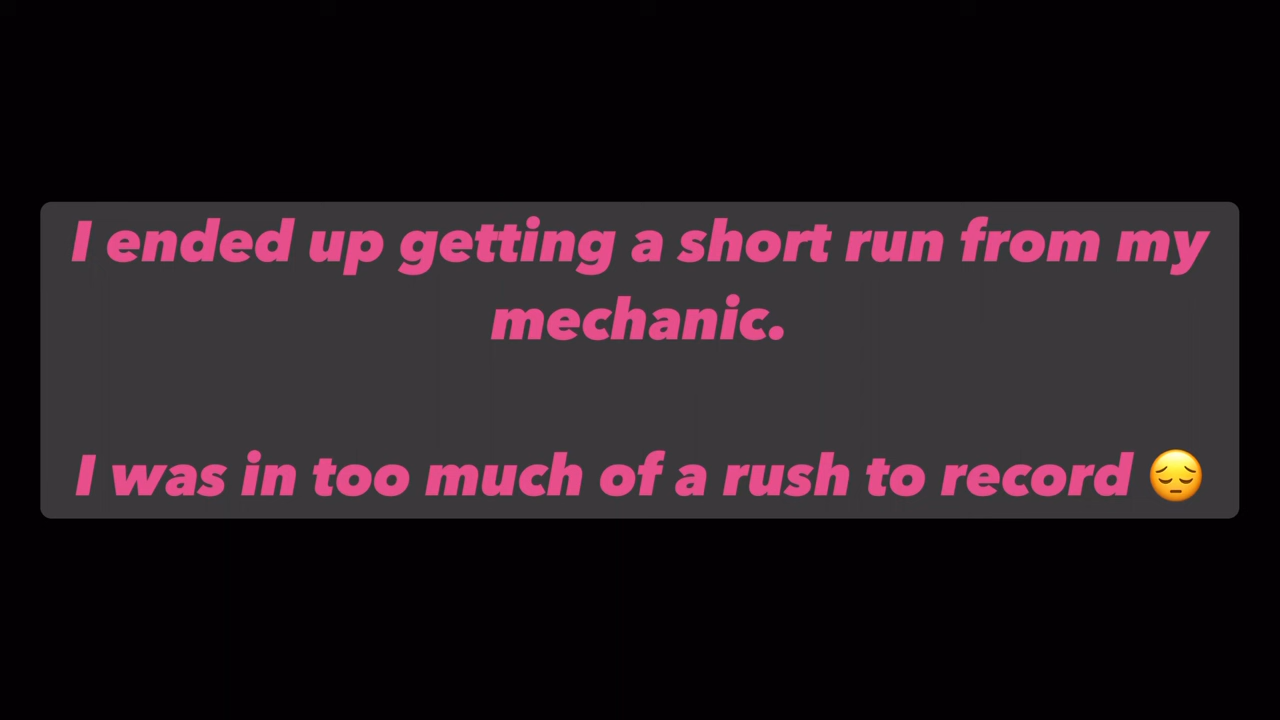 I ended up getting a short run from my
mechanic.
I was in too much of a rush to record 😔